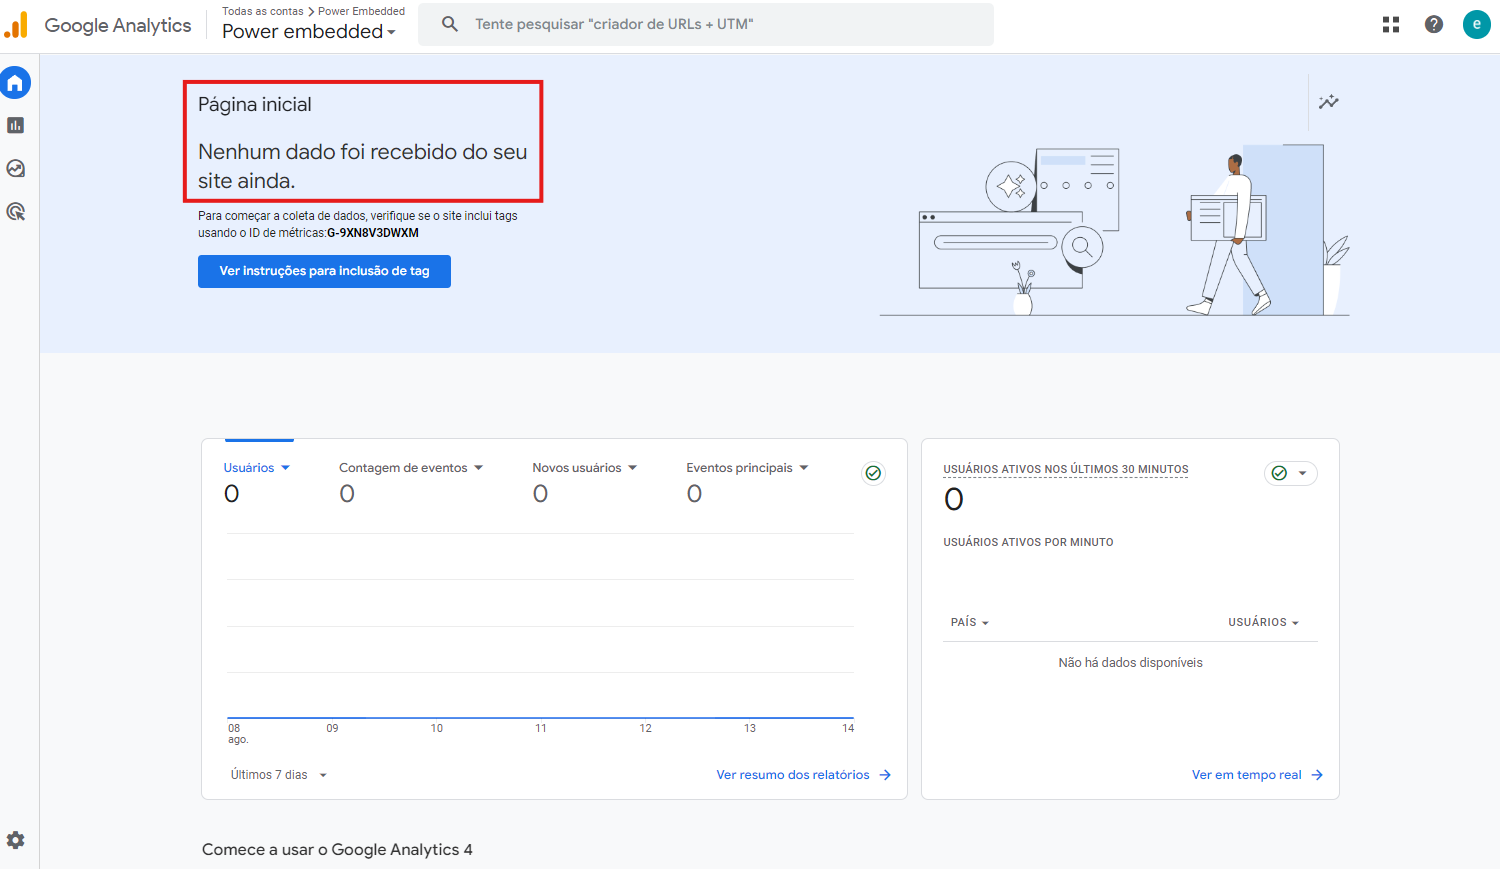 Google Analytics
Todas as contas > Power Embedded
Power embedded
Tente pesquisar "criador de URLs + UTM"
e
Página inicial
Nenhum dado foi recebido do seu
site ainda.
Para começar a coleta de dados, verifique se o site inclui tags
usando o ID de métricas:G-9XN8V3DWXM
Ver instruções para inclusão de tag
Usuários
0
Contagem de eventos
0
Novos usuários
0
Eventos principais
0
08
ago.
09
10
11
12
13
14
Últimos 7 dias
Ver resumo dos relatórios
USUÁRIOS ATIVOS NOS ÚLTIMOS 30 MINUTOS
0
USUÁRIOS ATIVOS POR MINUTO
PAÍS
USUÁRIOS
Não há dados disponíveis
Ver em tempo real
Comece a usar o Google Analytics 4